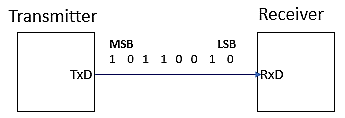 Transmitter Receiver
MSB LSB
1 0 1 1 0 0 1 0
TxD RxD